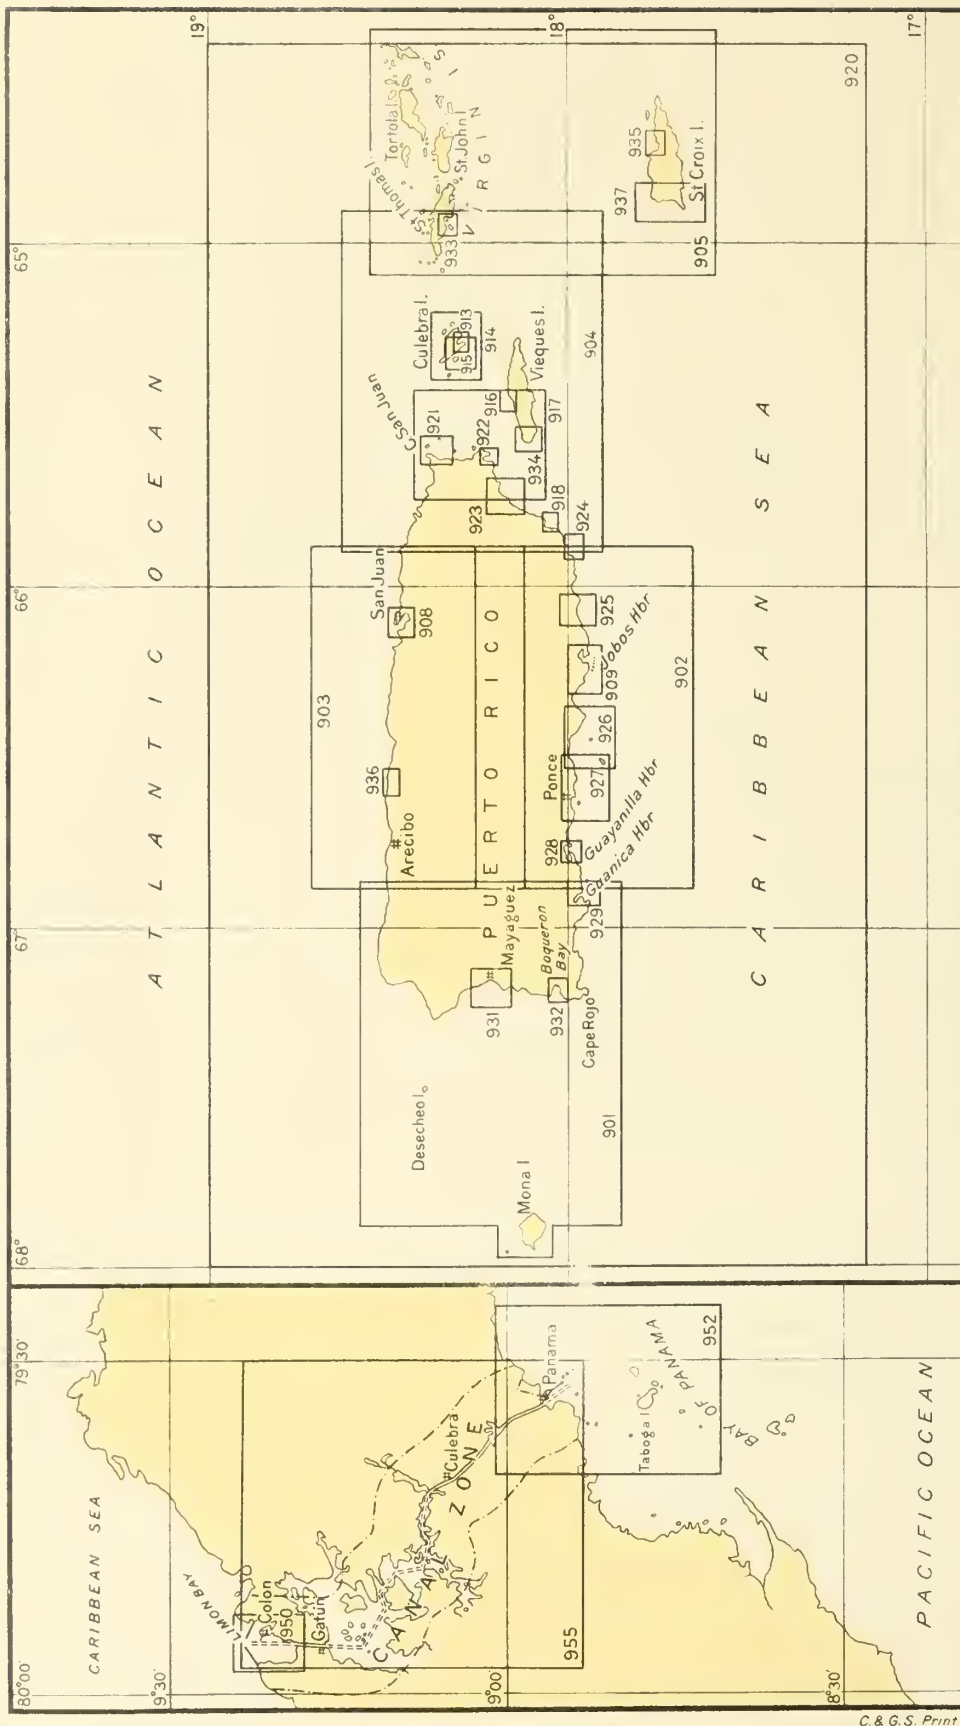 80°00'
79°30'
CARIBBEAN SEA
9°30'
LIMON BAY
Colon
950
Gatun
CANAL
ZONE
Culebra
9°00'
Panama
955
952
Taboga I
BAY OF PANAMA
8°30'
PACIFIC OCEAN
68°
67°
66°
65°
19°
ATLANTIC OCEAN
903
936
Arecibo
San Juan
908
C San Juan
921
Culebra I.
913
915
914
St Thomas I.
Tortola I.
St. John I
VIRGIN
IS
933
Desecheo I.
Mona I
901
931
Mayaguez
PUERTO RICO
Boqueron
Bay
932
Cape Rojo
929
Guanica Hbr
928
Guayanilla Hbr
Ponce
927
926
909
Jobos Hbr
925
902
923
922
916
917
934
918
924
Vieques I.
904
905
18°
937
935
St Croix I.
920
CARIBBEAN SEA
17°
C. & G. S. Print